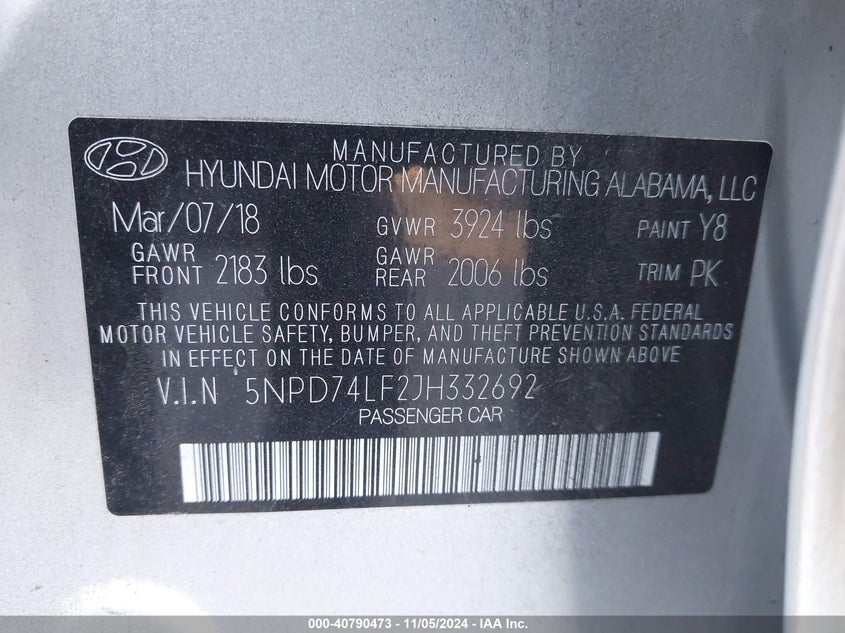 MANUFACTURED BY
HYUNDAI MOTOR MANUFACTURING ALABAMA, LLC
Mar/07/18 GVWR 3924 lbs PAINT Y8
GAWR FRONT 2183 lbs GAWR REAR 2006 lbs TRIM PK
THIS VEHICLE CONFORMS TO ALL APPLICABLE U.S.A. FEDERAL
MOTOR VEHICLE SAFETY, BUMPER, AND THEFT PREVENTION STANDARDS
IN EFFECT ON THE DATE OF MANUFACTURE SHOWN ABOVE
V.I.N 5NPD74LF2JH332692
PASSENGER CAR
000-40790473 - 11/05/2024 - IAA Inc.